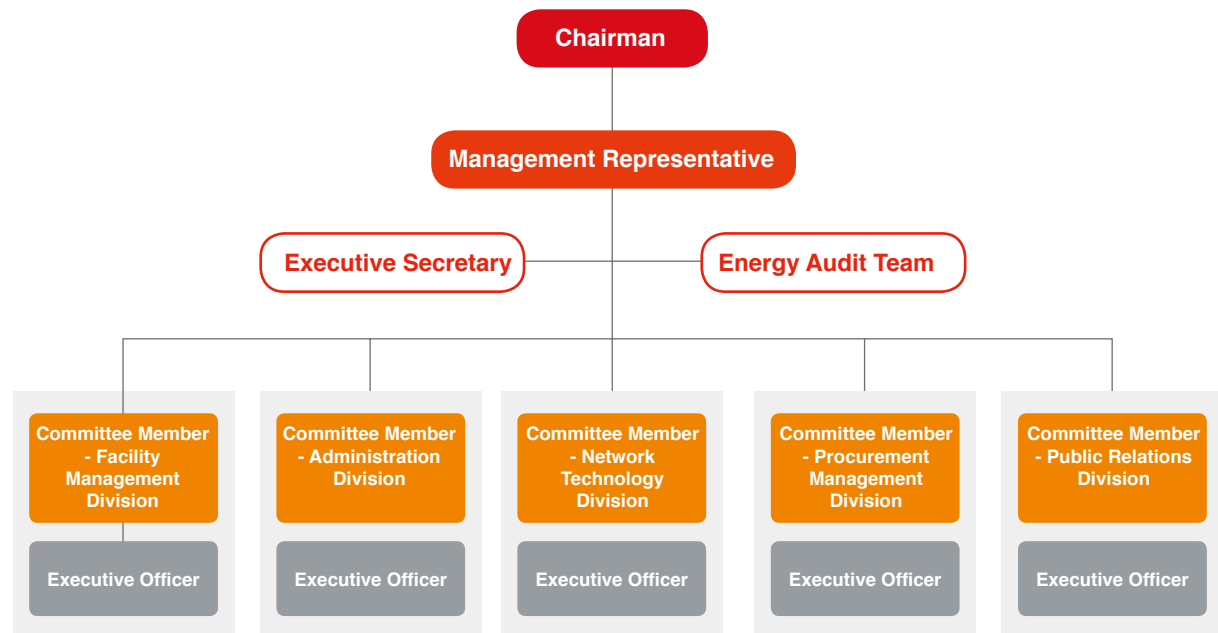 Chairman
Management Representative
Executive Secretary
Energy Audit Team
Committee Member
- Facility
Management
Division
Committee Member
- Administration
Division
Committee Member
- Network
Technology
Division
Committee Member
- Procurement
Management
Division
Committee Member
- Public Relations
Division
Executive Officer
Executive Officer
Executive Officer
Executive Officer
Executive Officer